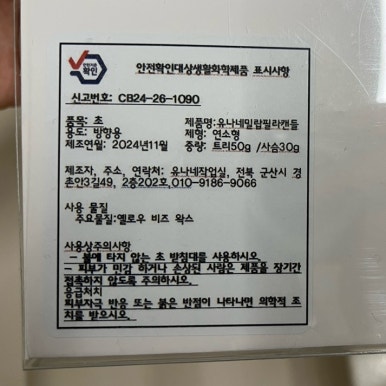 안전기준
확인
안전확인대상생활화학제품 표시사항
신고번호: CB24-26-1090
품목: 초 제품명:유나네밀랍필라캔들
용도: 방향용 제형: 연소형
제조연월: 2024년11월 중량: 트리50g /사슴30g
제조자, 주소, 연락처: 유나네작업실, 전북 군산시 경
촌안3길49, 2층202호,010-9186-9066
사용 물질
주요물질:옐로우 비즈 왁스
사용상주의사항
- 불에 타지 않는 초 받침대를 사용하시오.
- 피부가 민감 하거나 손상된 사람은 제품을 장기간
접촉하지 않도록 주의하시오.
응급처치
피부자극 반응 또는 붉은 반점이 나타나면 의학적 조
치를 받으시오.